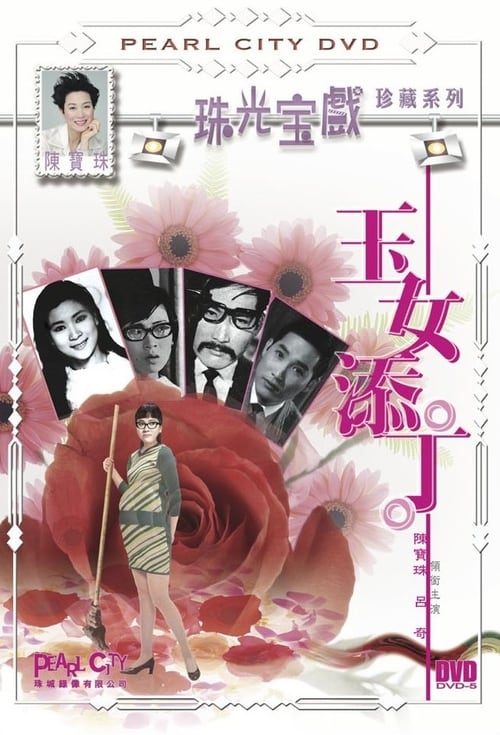 PEARL CITY DVD
陳寶珠
珠光宝戲 珍藏系列
玉女添丁
陳寶珠 呂奇
領銜主演
PEARL CITY
珠城錄像有限公司
DVD
DVD-5